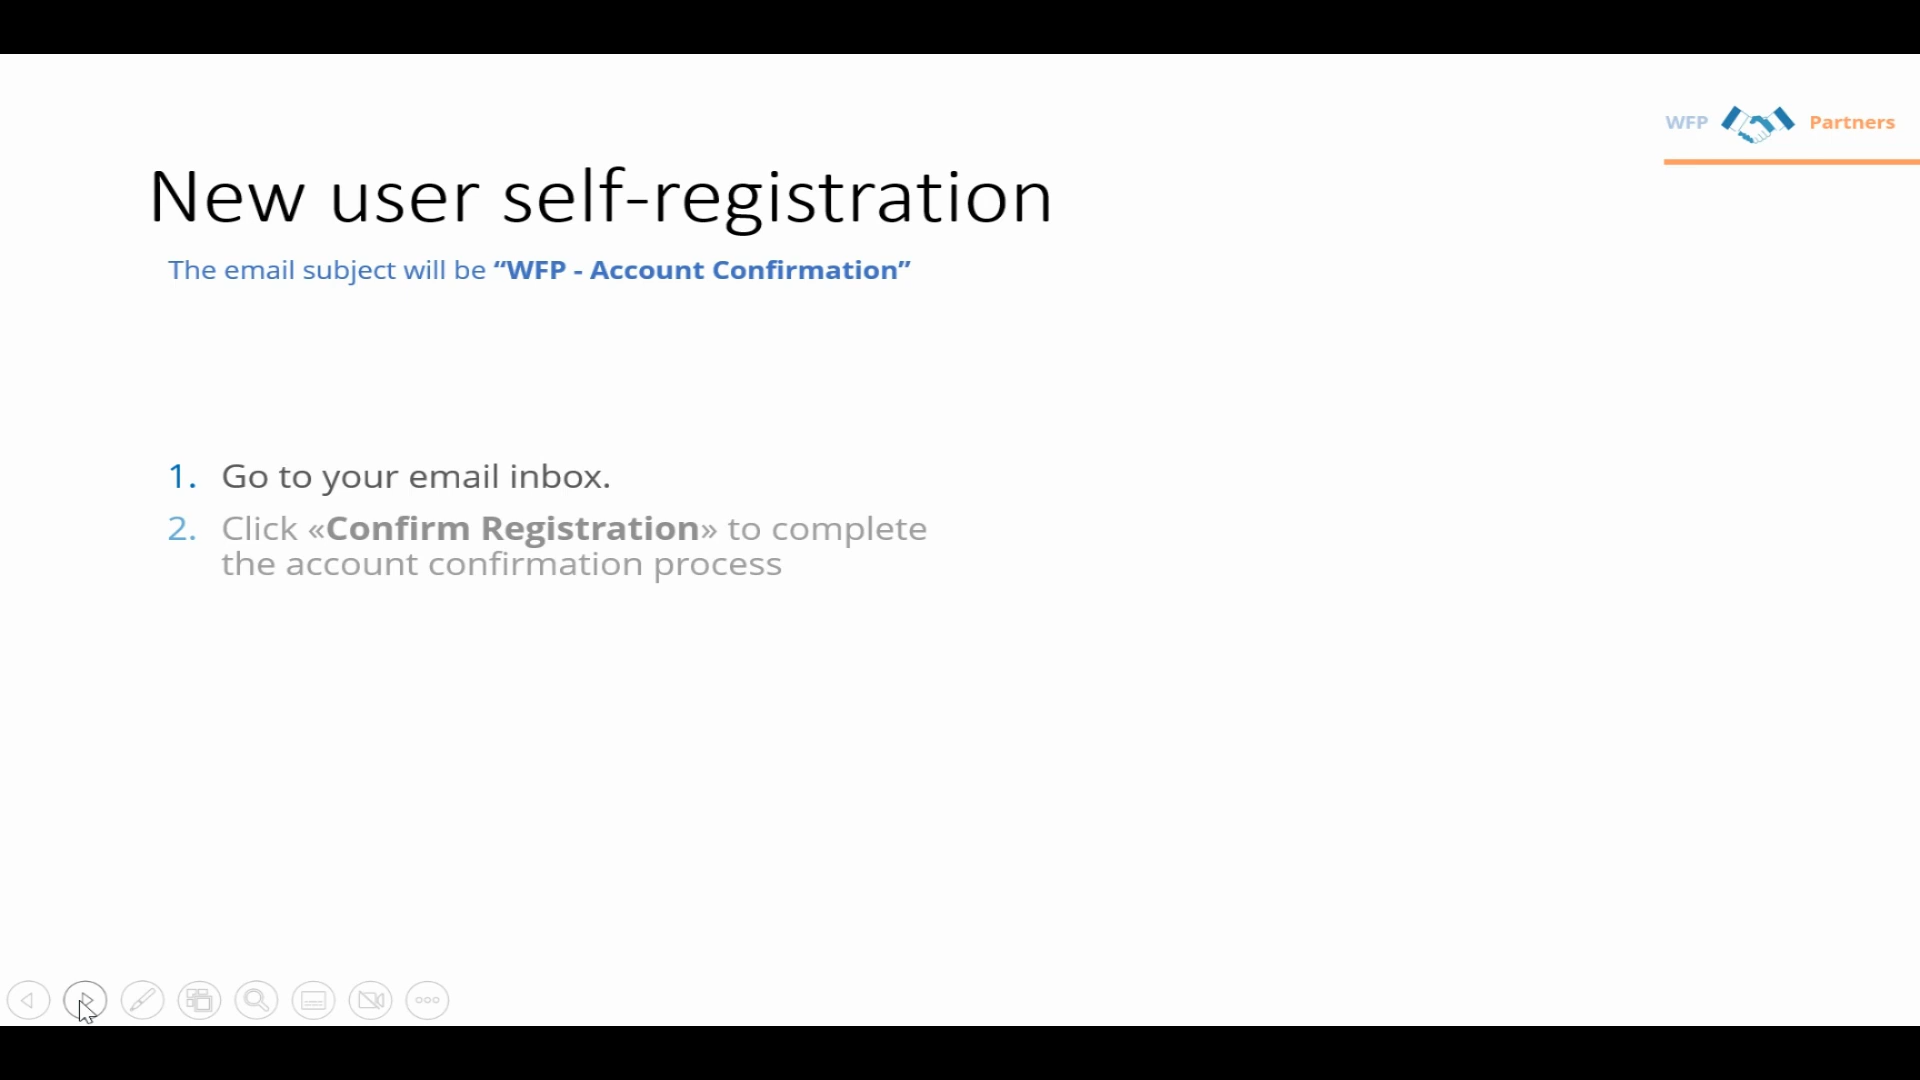 WFP Partners
New user self-registration
The email subject will be “WFP - Account Confirmation”
1. Go to your email inbox.
2. Click «Confirm Registration» to complete
the account confirmation process